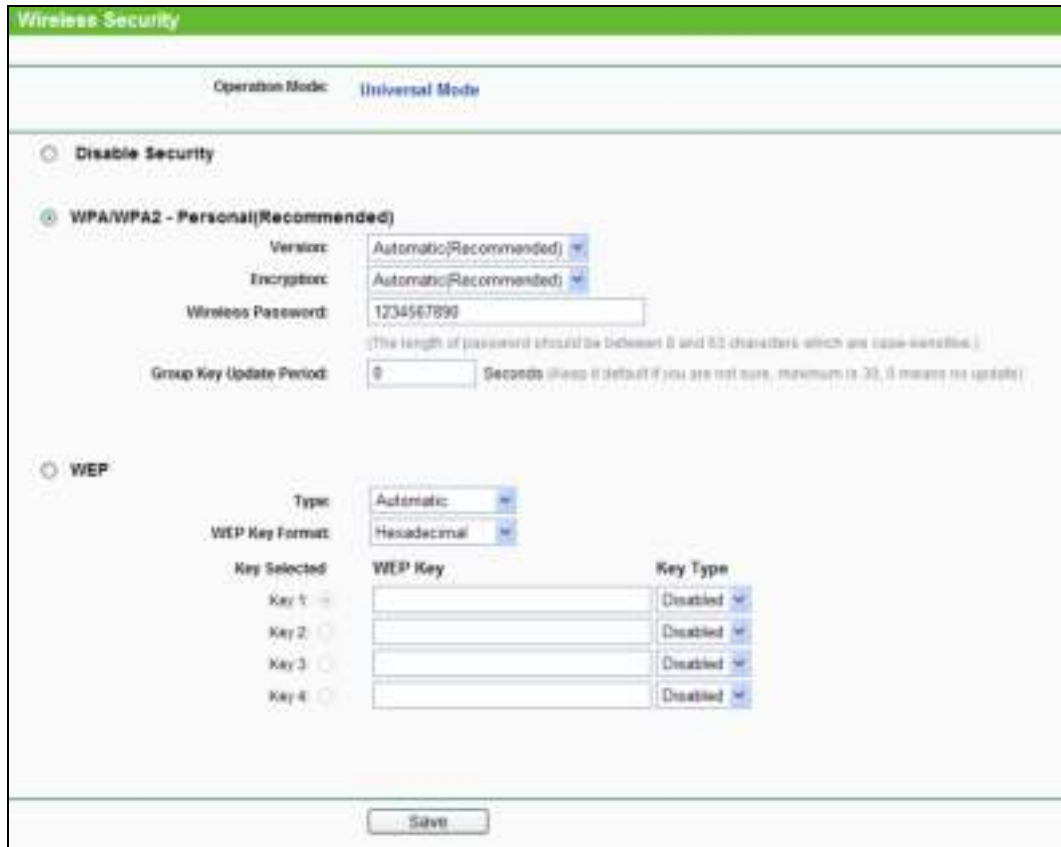 Wireless Security
Operation Mode: Universal Mode
Disable Security
WPA/WPA2 - Personal(Recommended)
Version: Automatic(Recommended)
Encryption: Automatic(Recommended)
Wireless Password: 1234567890
(The length of password should be between 8 and 63 characters which are case-sensitive.)
Group Key Update Period: 0 Seconds (Keep it default if you are not sure, minimum is 30, 0 means no update)
WEP
Type: Automatic
WEP Key Format: Hexadecimal
Key Selected WEP Key Key Type
Key 1: Disabled
Key 2: Disabled
Key 3: Disabled
Key 4: Disabled
Save